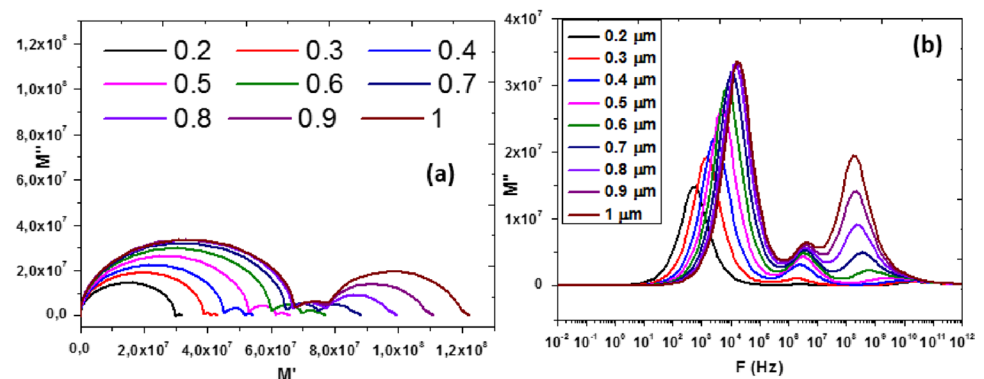 1,2x10⁸
1,0x10⁸
8,0x10⁷
6,0x10⁷
4,0x10⁷
2,0x10⁷
0,0
M''
0.2 0.3 0.4
0.5 0.6 0.7
0.8 0.9 1
(a)
0,0 2,0x10⁷ 4,0x10⁷ 6,0x10⁷ 8,0x10⁷ 1,0x10⁸ 1,2x10⁸
M'
4x10⁷
3x10⁷
2x10⁷
1x10⁷
0
M''
0.2 µm
0.3 µm
0.4 µm
0.5 µm
0.6 µm
0.7 µm
0.8 µm
0.9 µm
1 µm
(b)
10⁻² 10⁻¹ 10⁰ 10¹ 10² 10³ 10⁴ 10⁵ 10⁶ 10⁷ 10⁸ 10⁹ 10¹⁰ 10¹¹ 10¹²
F (Hz)